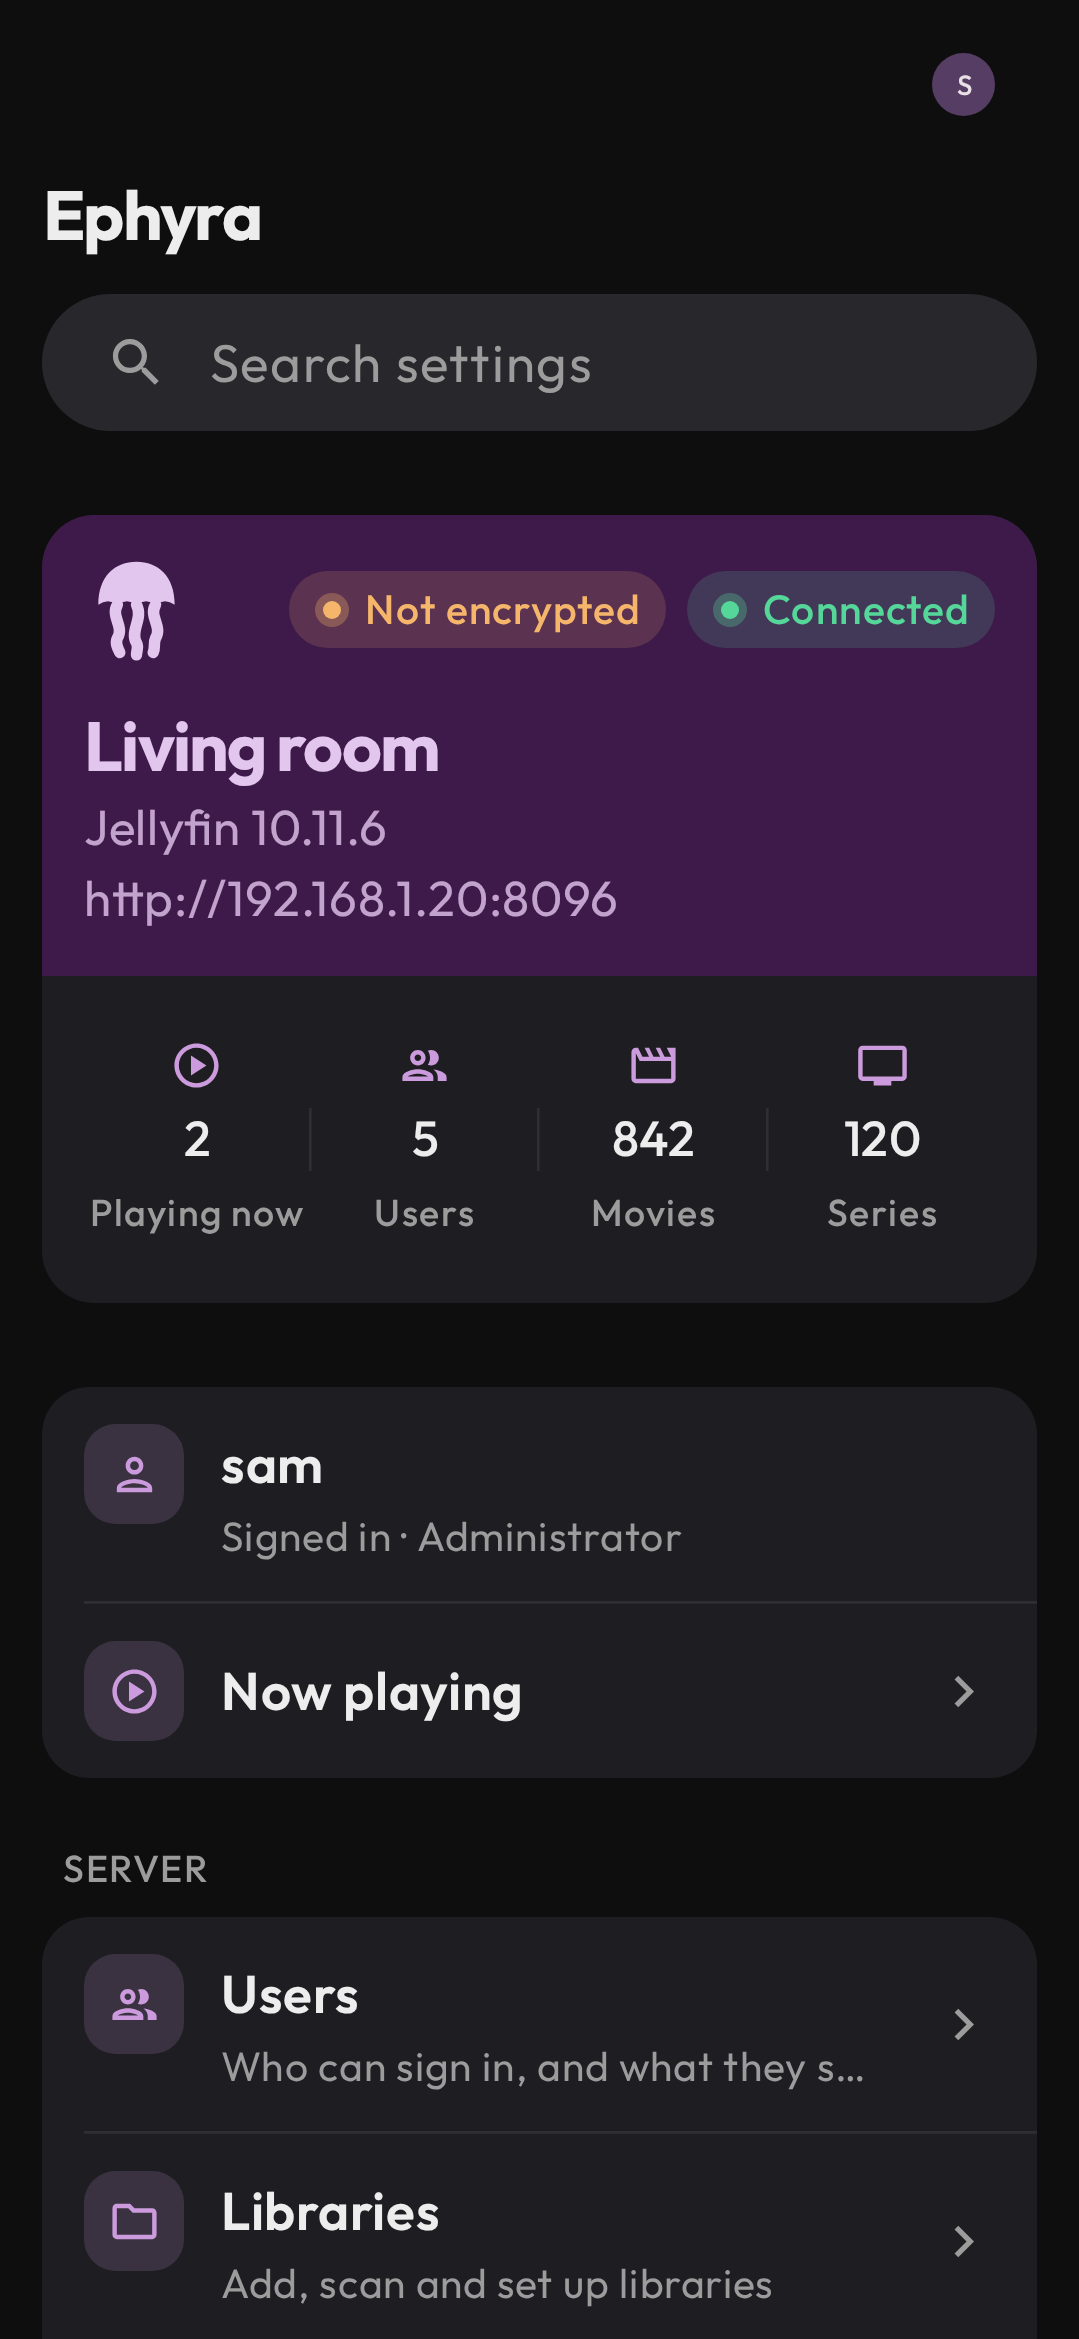 S
Ephyra
Search settings
Not encrypted
Connected
Living room
Jellyfin 10.11.6
http://192.168.1.20:8096
2
5
842
120
Playing now
Users
Movies
Series
sam
Signed in · Administrator
Now playing
SERVER
Users
Who can sign in, and what they s...
Libraries
Add, scan and set up libraries